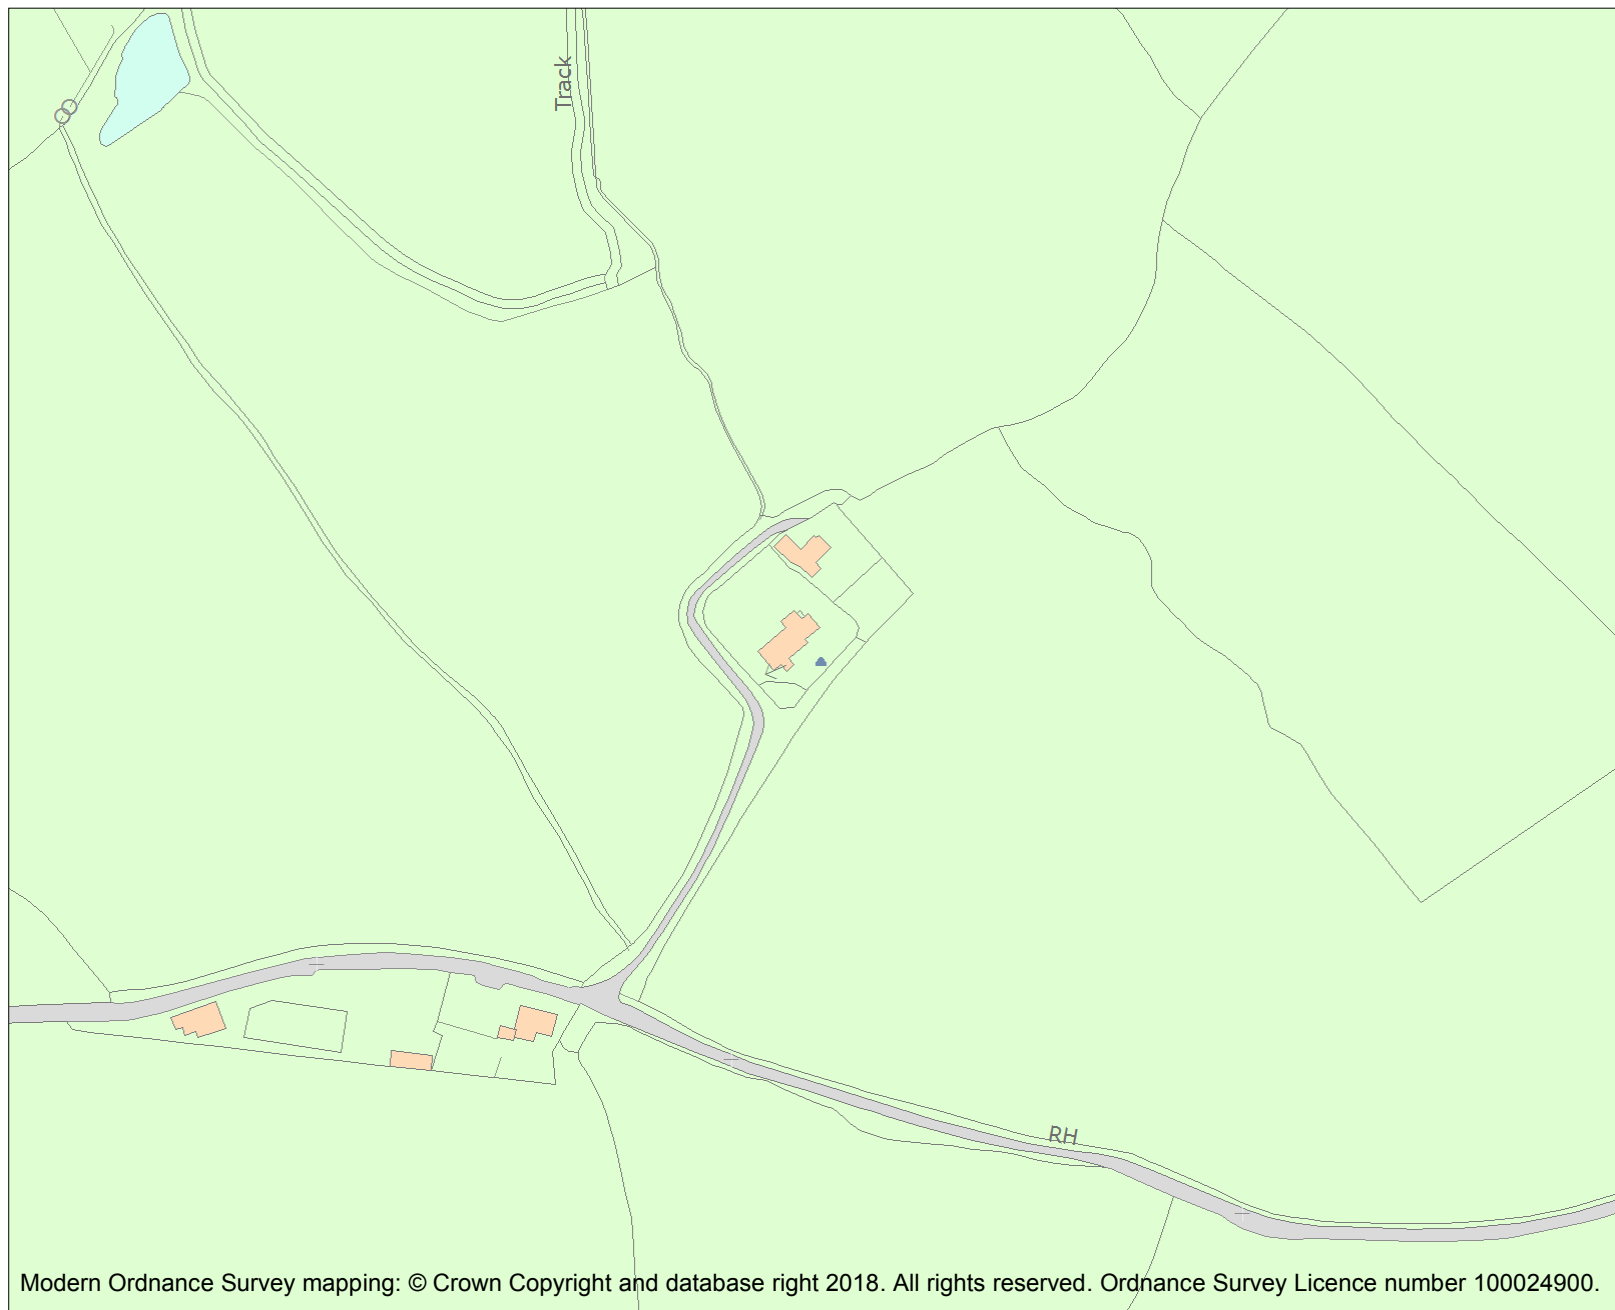 Track
RH
Modern Ordnance Survey mapping: © Crown Copyright and database right 2018. All rights reserved. Ordnance Survey Licence number 100024900.